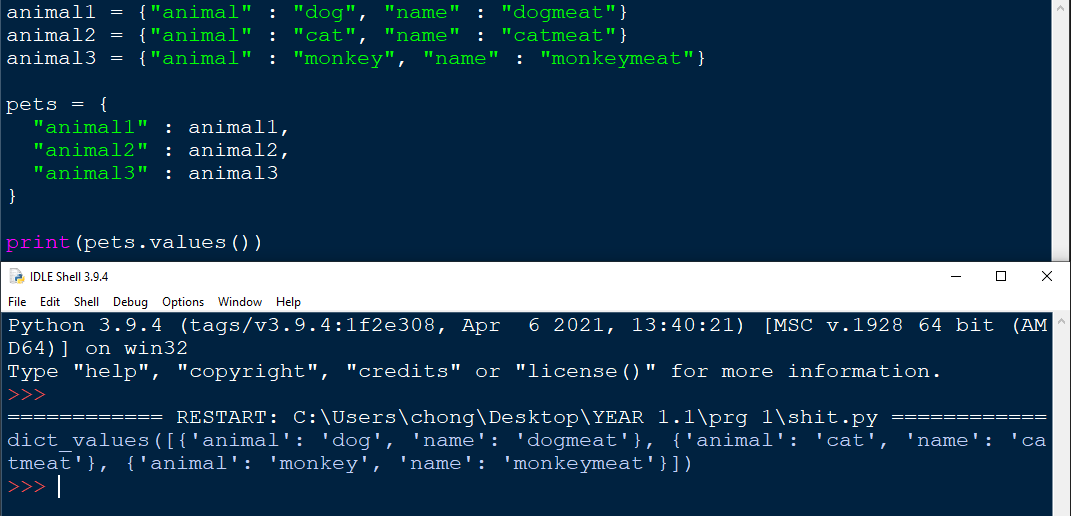 animal1 = {"animal" : "dog", "name" : "dogmeat"}
animal2 = {"animal" : "cat", "name" : "catmeat"}
animal3 = {"animal" : "monkey", "name" : "monkeymeat"}
pets = {
  "animal1" : animal1,
  "animal2" : animal2,
  "animal3" : animal3
}
print(pets.values())
IDLE Shell 3.9.4
File Edit Shell Debug Options Window Help
Python 3.9.4 (tags/v3.9.4:1f2e308, Apr  6 2021, 13:40:21) [MSC v.1928 64 bit (AM
D64)] on win32
Type "help", "copyright", "credits" or "license()" for more information.
>>>
============ RESTART: C:\Users\chong\Desktop\YEAR 1.1\prg 1\shit.py ============
dict_values([{'animal': 'dog', 'name': 'dogmeat'}, {'animal': 'cat', 'name': 'ca
tmeat'}, {'animal': 'monkey', 'name': 'monkeymeat'}])
>>>